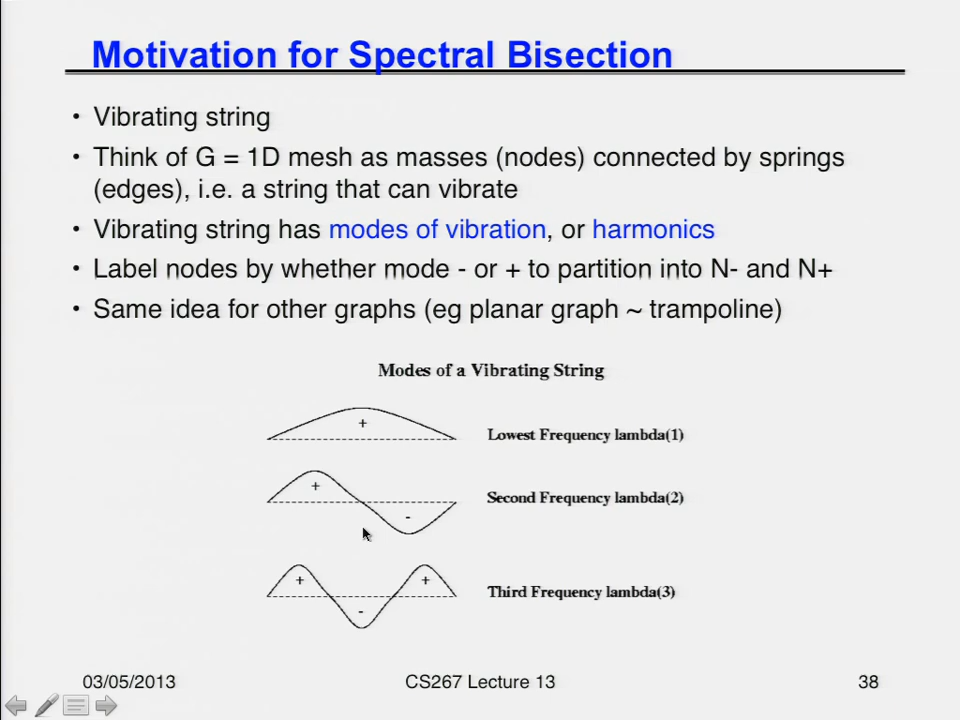 Motivation for Spectral Bisection
• Vibrating string
• Think of G = 1D mesh as masses (nodes) connected by springs
(edges), i.e. a string that can vibrate
• Vibrating string has modes of vibration, or harmonics
• Label nodes by whether mode - or + to partition into N- and N+
• Same idea for other graphs (eg planar graph ~ trampoline)
Modes of a Vibrating String
+
Lowest Frequency lambda(1)
+
-
Second Frequency lambda(2)
+
+
-
Third Frequency lambda(3)
03/05/2013
CS267 Lecture 13
38